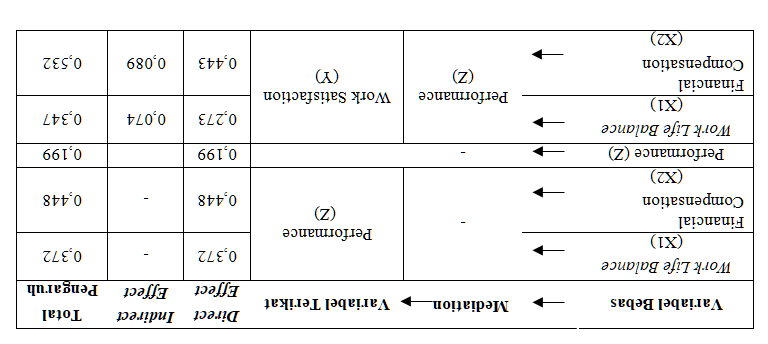 Variabel Bebas → Mediation → Variabel Terikat
Direct
Effect
Indirect
Effect
Total
Pengaruh
Work Life Balance
(X1)
→
-
Performance
(Z)
0,372
-
0,372
Financial
Compensation
(X2)
→
0,448
-
0,448
Performance (Z)
→
-
0,199
0,199
Work Life Balance
(X1)
→
Performance
(Z)
Work Satisfaction
(Y)
0,273
0,074
0,347
Financial
Compensation
(X2)
→
0,443
0,089
0,532